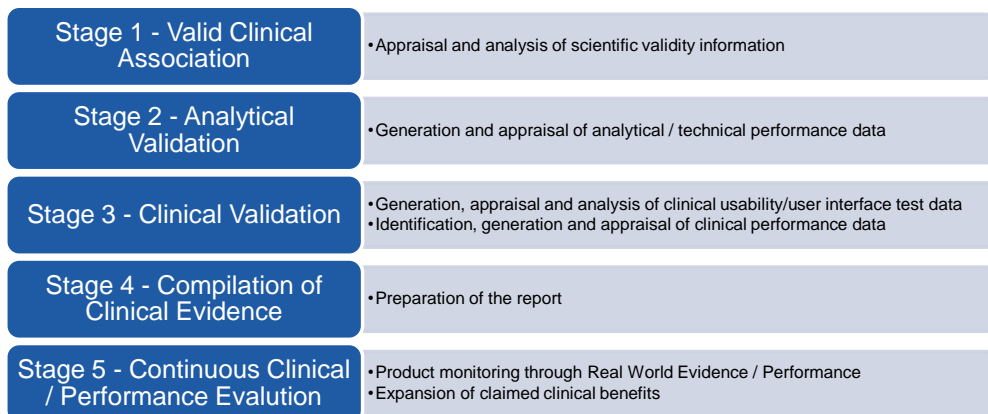 Stage 1 - Valid Clinical
Association
•Appraisal and analysis of scientific validity information
Stage 2 - Analytical
Validation
•Generation and appraisal of analytical / technical performance data
Stage 3 - Clinical Validation
•Generation, appraisal and analysis of clinical usability/user interface test data
•Identification, generation and appraisal of clinical performance data
Stage 4 - Compilation of
Clinical Evidence
•Preparation of the report
Stage 5 - Continuous Clinical
/ Performance Evalution
•Product monitoring through Real World Evidence / Performance
•Expansion of claimed clinical benefits